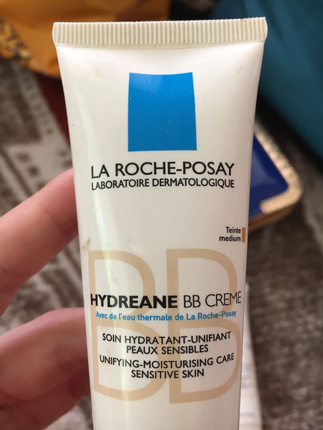 LA ROCHE-POSAY
LABORATOIRE DERMATOLOGIQUE
Teinte
medium
BB
HYDREANE BB CREME
Avec de l'eau thermale de La Roche-Posay
SOIN HYDRATANT-UNIFIANT
PEAUX SENSIBLES
UNIFYING-MOISTURISING CARE
SENSITIVE SKIN